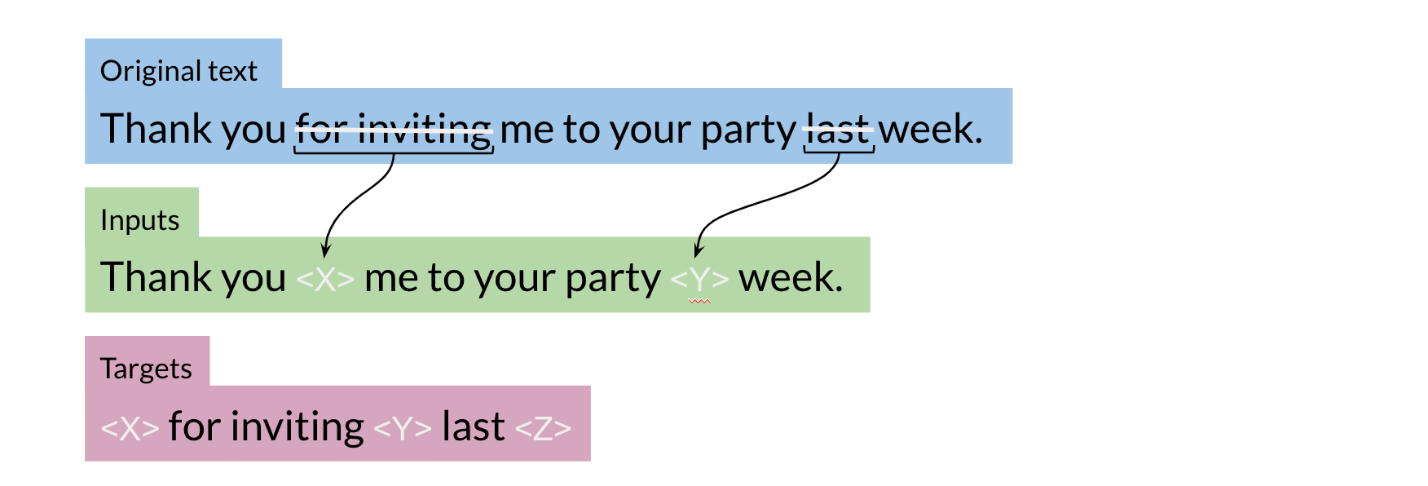 Original text
Thank you for inviting me to your party last week.
Inputs
Thank you <X> me to your party <Y> week.
Targets
<X> for inviting <Y> last <Z>